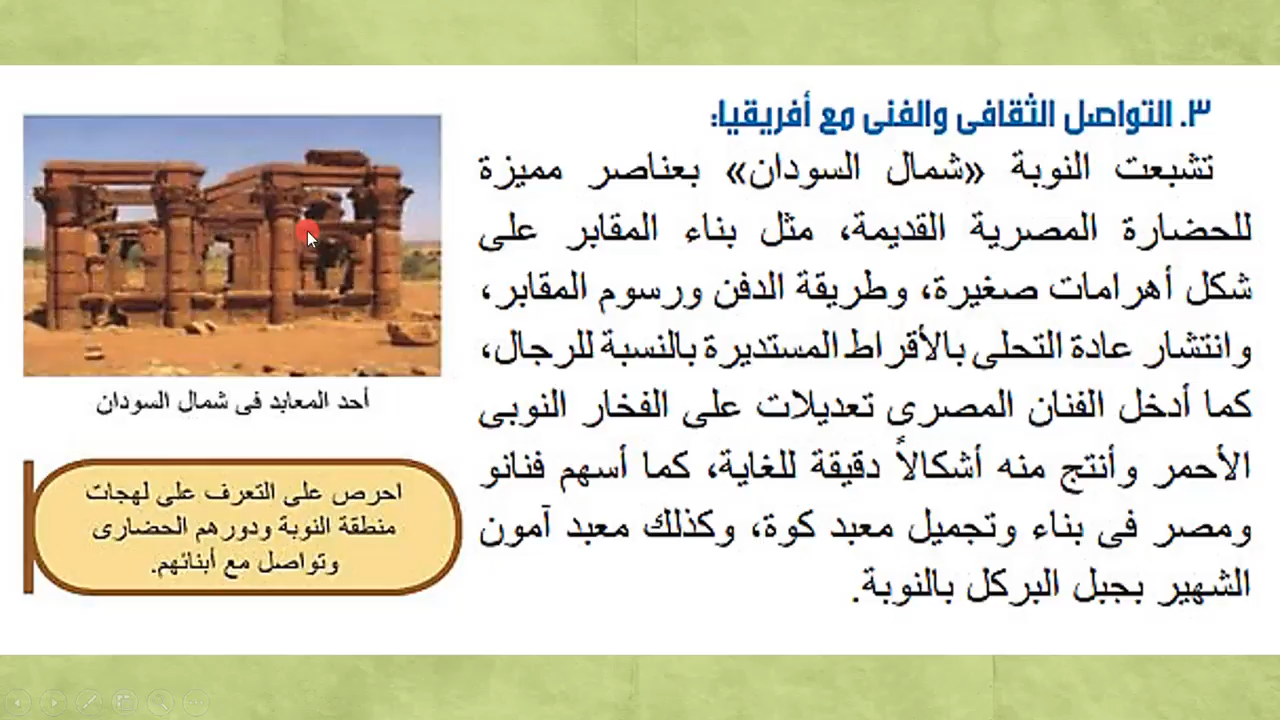 ٣. التواصل الثقافى والفنى مع أفريقيا:
تشبعت النوبة «شمال السودان» بعناصر مميزة
للحضارة المصرية القديمة، مثل بناء المقابر على
شكل أهرامات صغيرة، وطريقة الدفن ورسوم المقابر،
وانتشار عادة التحلى بالأقراط المستديرة بالنسبة للرجال،
كما أدخل الفنان المصرى تعديلات على الفخار النوبى
الأحمر وأنتج منه أشكالاً دقيقة للغاية، كما أسهم فنانو
ومصر فى بناء وتجميل معبد كوة، وكذلك معبد آمون
الشهير بجبل البركل بالنوبة.
أحد المعابد فى شمال السودان
احرص على التعرف على لهجات
منطقة النوبة ودورهم الحضارى
وتواصل مع أبنائهم.